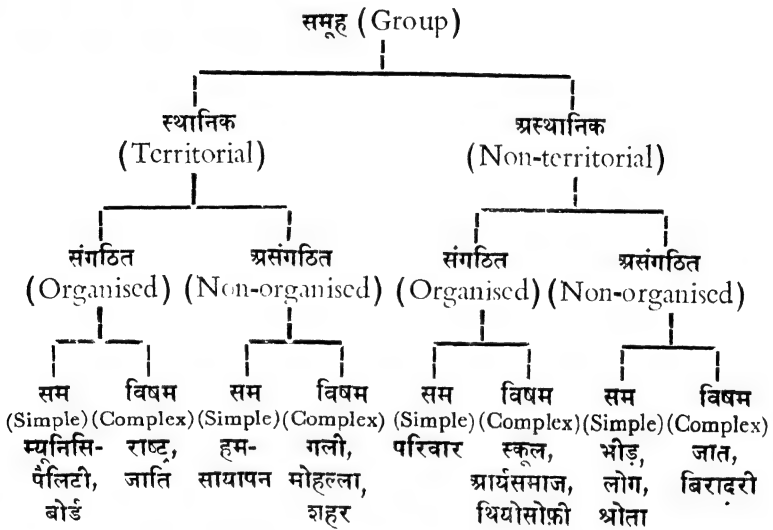 समूह (Group)
स्थानिक अस्थानिक
(Territorial) (Non-territorial)
संगठित असंगठित संगठित असंगठित
(Organised) (Non-organised) (Organised) (Non-organised)
सम विषम सम विषम सम विषम सम विषम
(Simple) (Complex) (Simple) (Complex) (Simple) (Complex) (Simple) (Complex)
म्यूनिसि- राष्ट्र, हम- गली, परिवार स्कूल, भीड़, जात,
पैलिटी, जाति सायापन मोहल्ला, आर्यसमाज, लोग, बिरादरी
बोर्ड शहर थियोसोफ़ी श्रोता